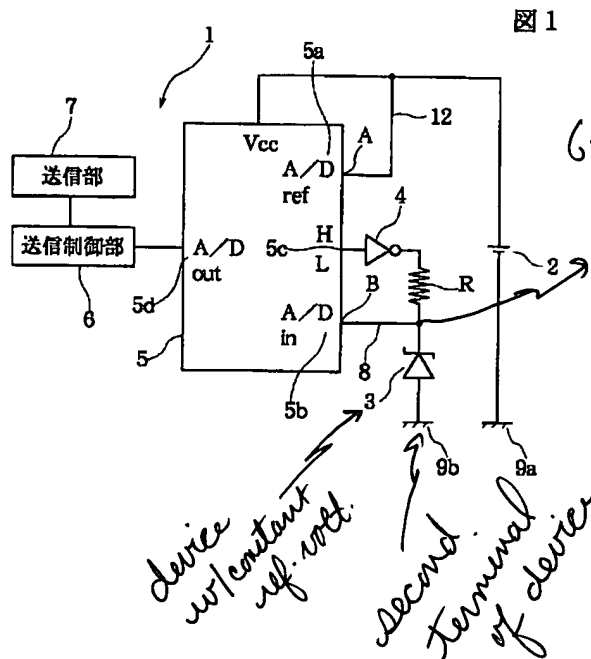 図1
1
5a
7
12
Vcc
A
A/D
ref
送信部
4
送信制御部
A/D
out
5c
H
L
2
R
B
6
5d
A/D
in
5
8
3
5b
9b
9a
device
w/constant
ref. volt.
second
terminal
of device